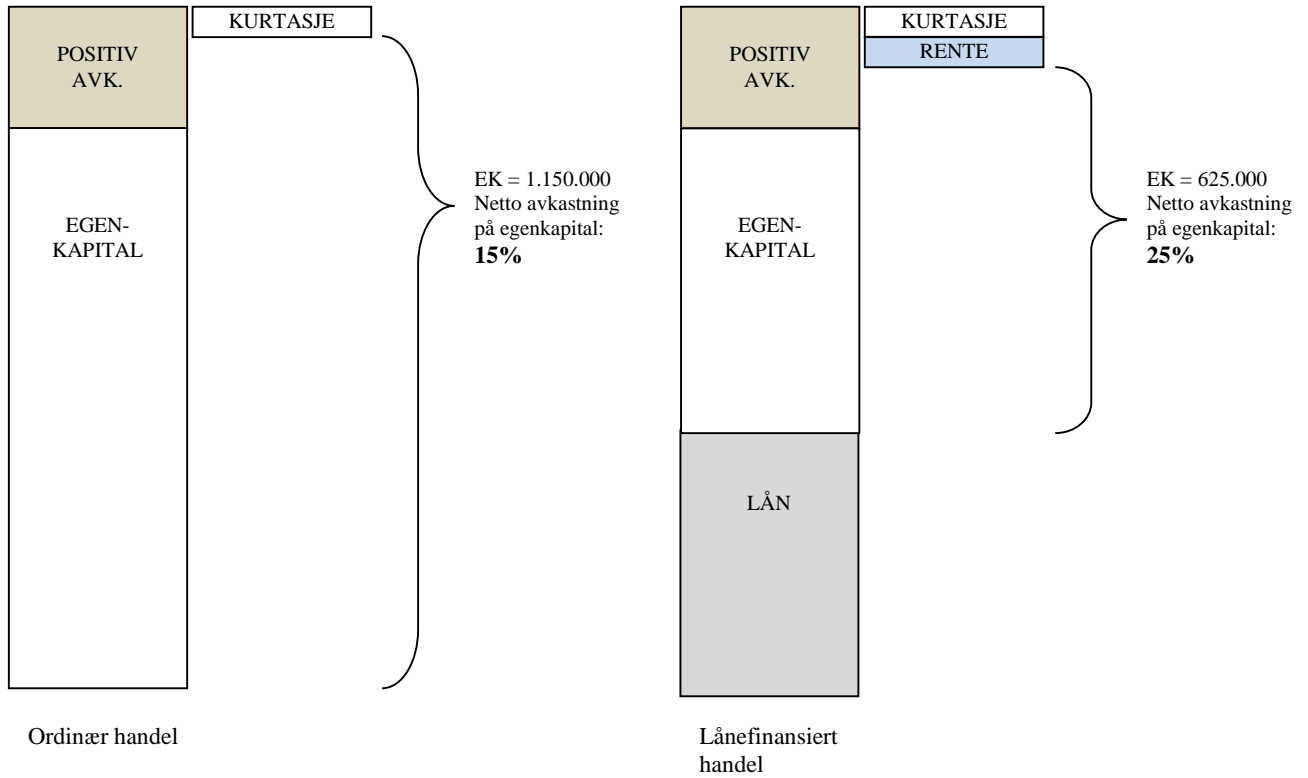 POSITIV
AVK.
KURTASJE
EGEN-
KAPITAL
EK = 1.150.000
Netto avkastning
på egenkapital:
15%
Ordinær handel
POSITIV
AVK.
KURTASJE
RENTE
EGEN-
KAPITAL
EK = 625.000
Netto avkastning
på egenkapital:
25%
LÅN
Lånefinansiert
handel